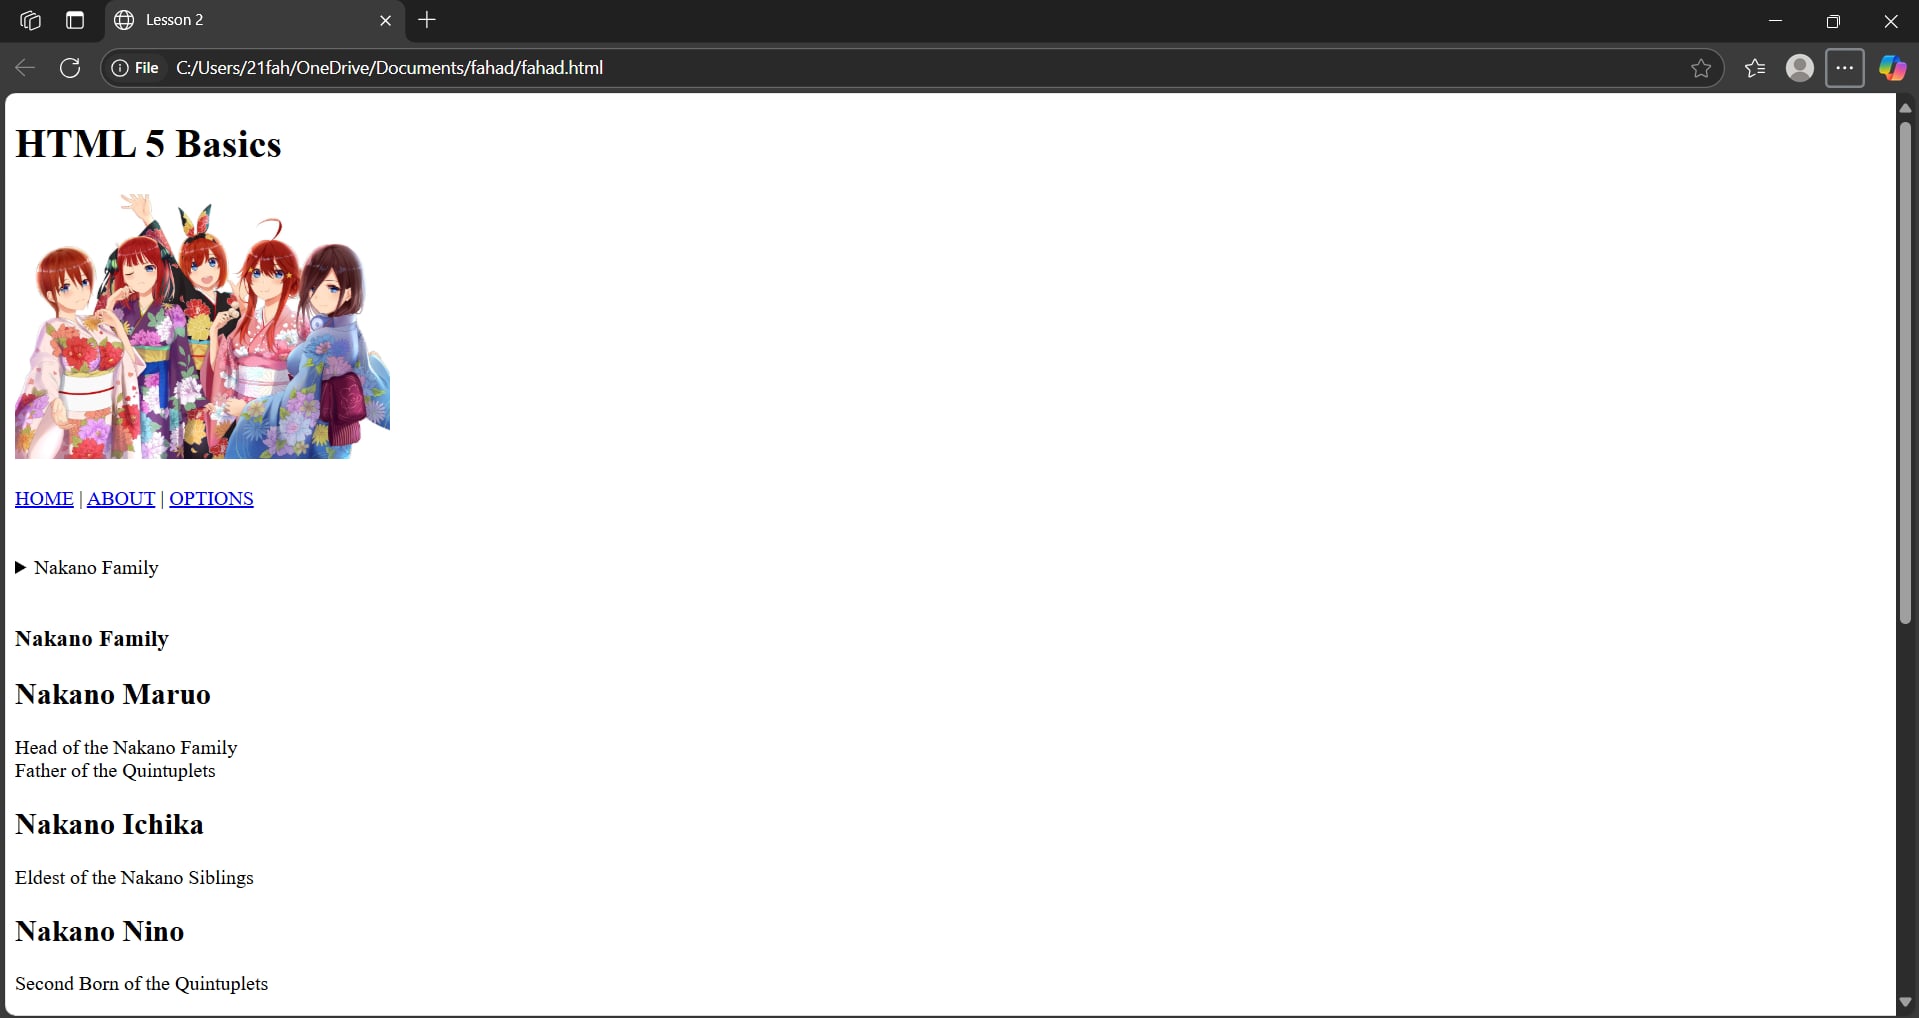 Lesson 2
File C:/Users/21fah/OneDrive/Documents/fahad/fahad.html
HTML 5 Basics
HOME | ABOUT | OPTIONS
Nakano Family
Nakano Family
Nakano Maruo
Head of the Nakano Family
Father of the Quintuplets
Nakano Ichika
Eldest of the Nakano Siblings
Nakano Nino
Second Born of the Quintuplets